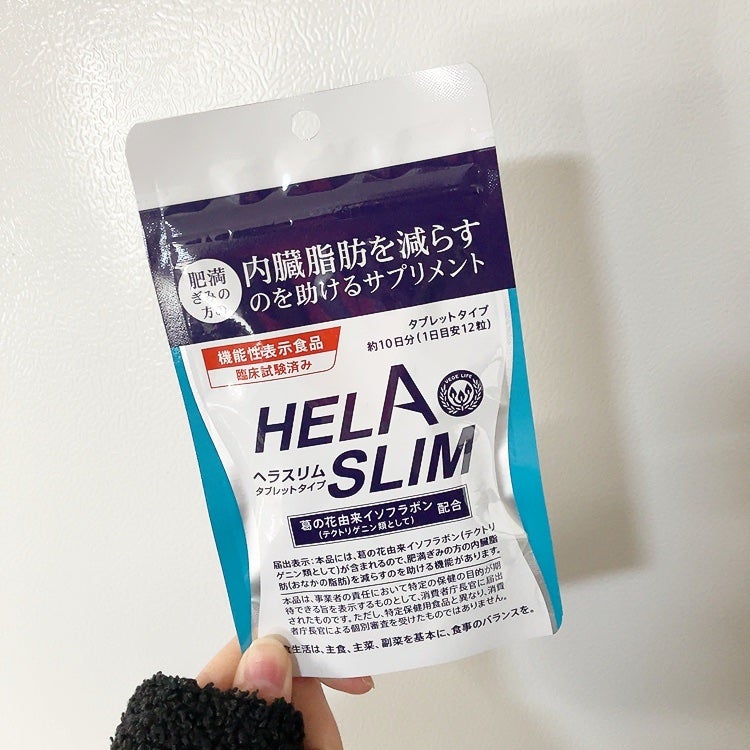 肥満
ぎみの
方の
内臓脂肪を減らす
のを助けるサプリメント
タブレットタイプ
約10日分(1日目安12粒)
機能性表示食品
臨床試験済み
HELA
VEGE LIFE
ヘラスリム
タブレットタイプ
SLIM
葛の花由来イソフラボン
(テクトリゲニン類として)
配合
届出表示:本品には、葛の花由来イソフラボン(テクトリ
ゲニン類として)が含まれるので、肥満ぎみの方の内臓脂
肪(おなかの脂肪)を減らすのを助ける機能があります。
本品は、事業者の責任において特定の保健の目的が期
待できる旨を表示するものとして、消費者庁長官に届出
されたものです。ただし、特定保健用食品と異なり、消費
者庁長官による個別審査を受けたものではありません。
食生活は、主食、主菜、副菜を基本に、食事のバランスを。